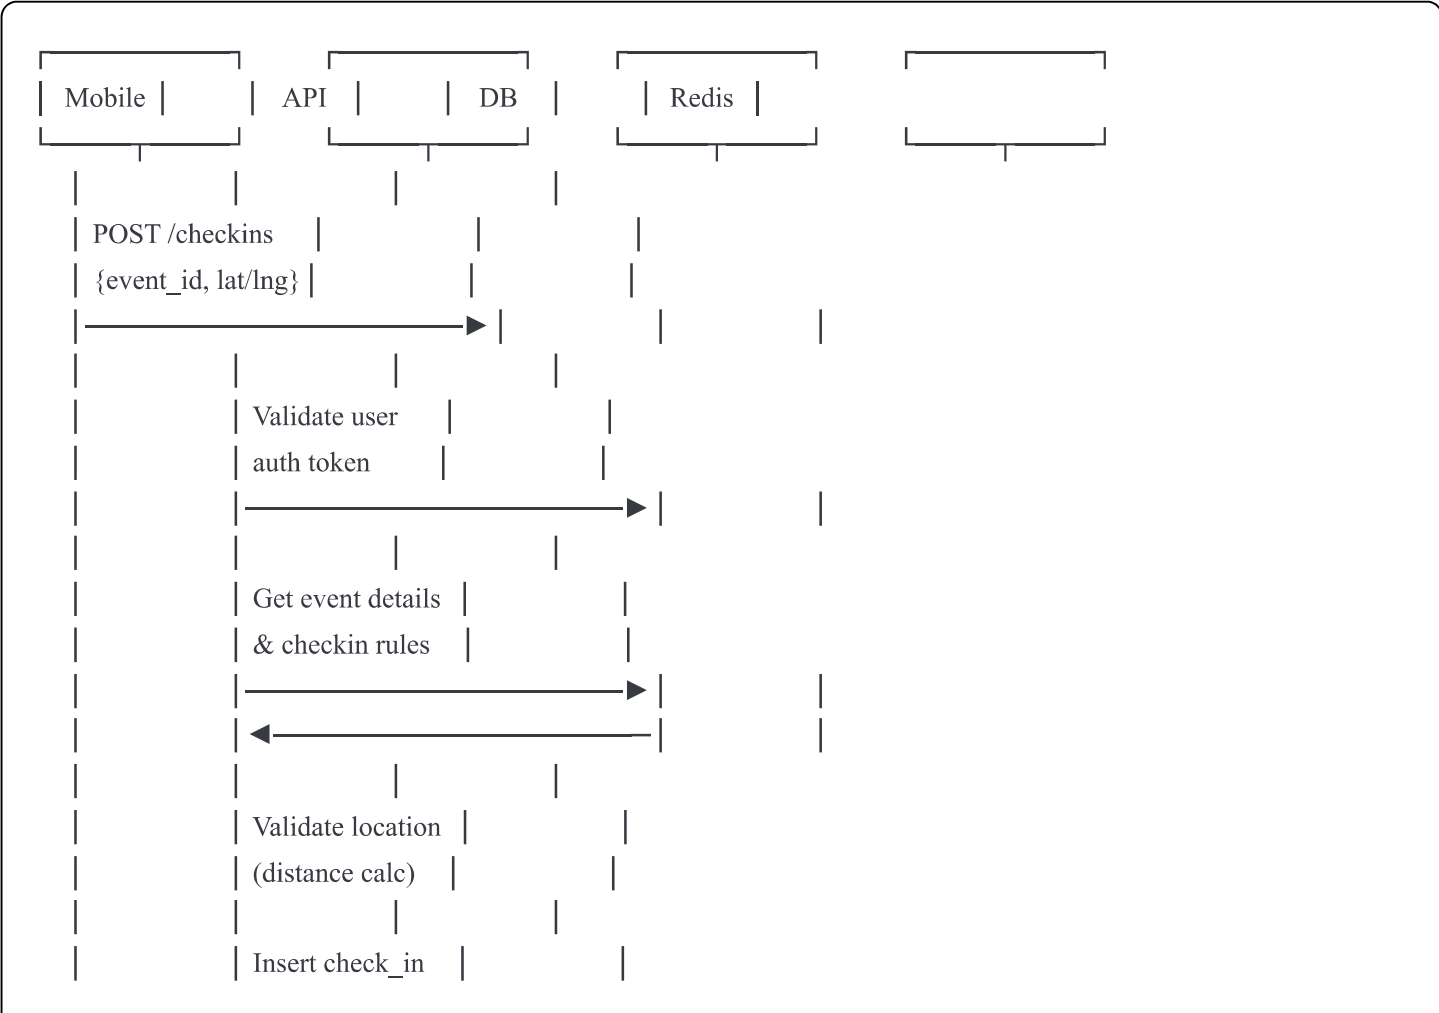 Mobile API DB Redis
POST /checkins
{event_id, lat/lng}
Validate user
auth token
Get event details
& checkin rules
Validate location
(distance calc)
Insert check_in